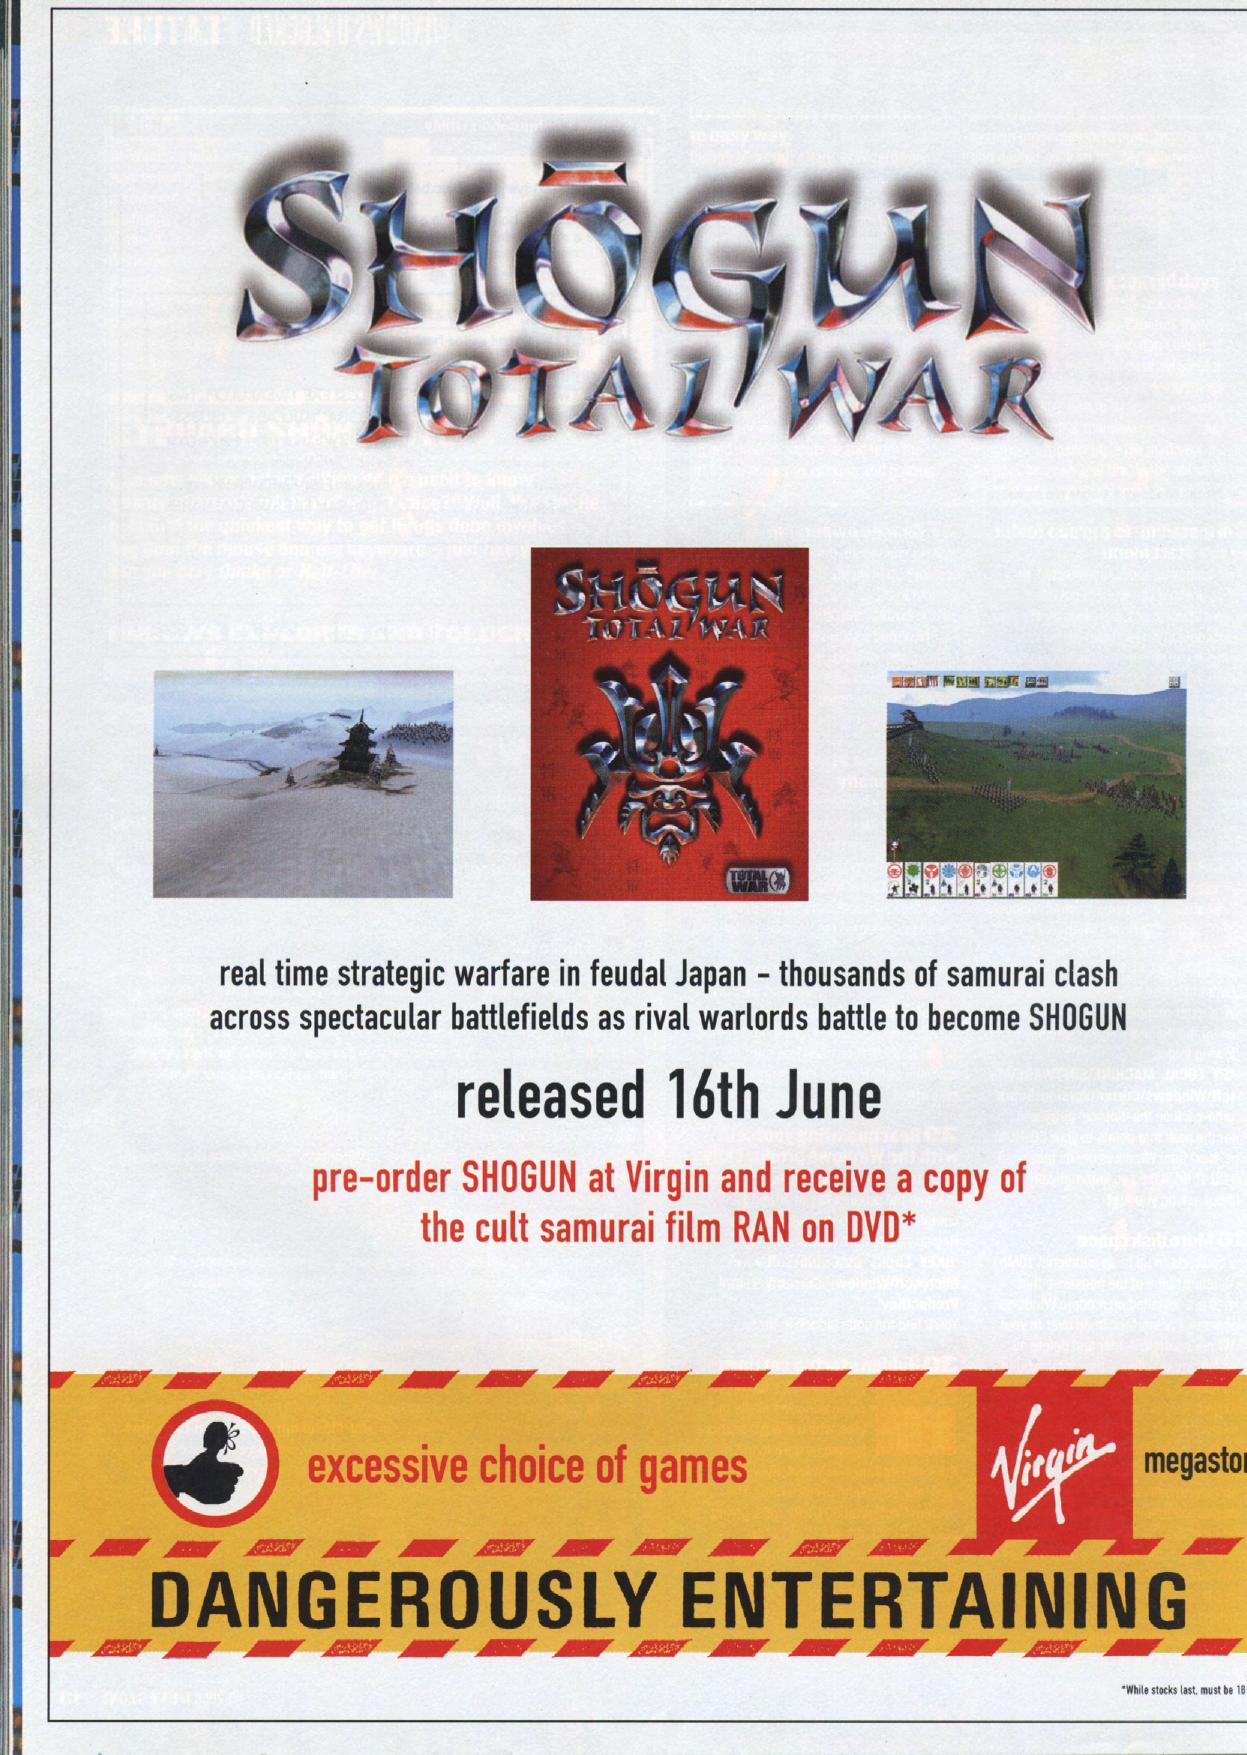 SHŌGUN
TOTAL WAR
SHŌGUN
TOTAL WAR
TOTAL
WAR
real time strategic warfare in feudal Japan – thousands of samurai clash
across spectacular battlefields as rival warlords battle to become SHOGUN
released 16th June
pre-order SHOGUN at Virgin and receive a copy of
the cult samurai film RAN on DVD*
excessive choice of games
Virgin
megastor
DANGEROUSLY ENTERTAINING
*While stocks last, must be 18